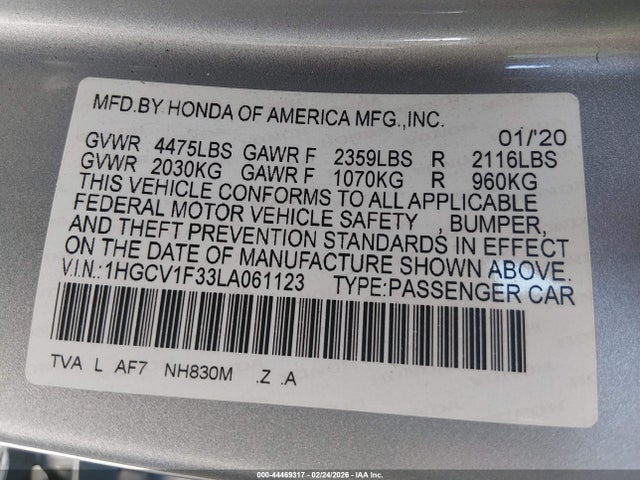 MFD.BY HONDA OF AMERICA MFG.,INC.
01/'20
GVWR 4475LBS GAWR F 2359LBS R 2116LBS
GVWR 2030KG GAWR F 1070KG R 960KG
THIS VEHICLE CONFORMS TO ALL APPLICABLE
FEDERAL MOTOR VEHICLE SAFETY , BUMPER,
AND THEFT PREVENTION STANDARDS IN EFFECT
ON THE DATE OF MANUFACTURE SHOWN ABOVE.
V.I.N.:1HGCV1F33LA061123 TYPE:PASSENGER CAR
TVA L AF7 NH830M .Z .A
000-44469317 - 02/24/2026 - IAA Inc.